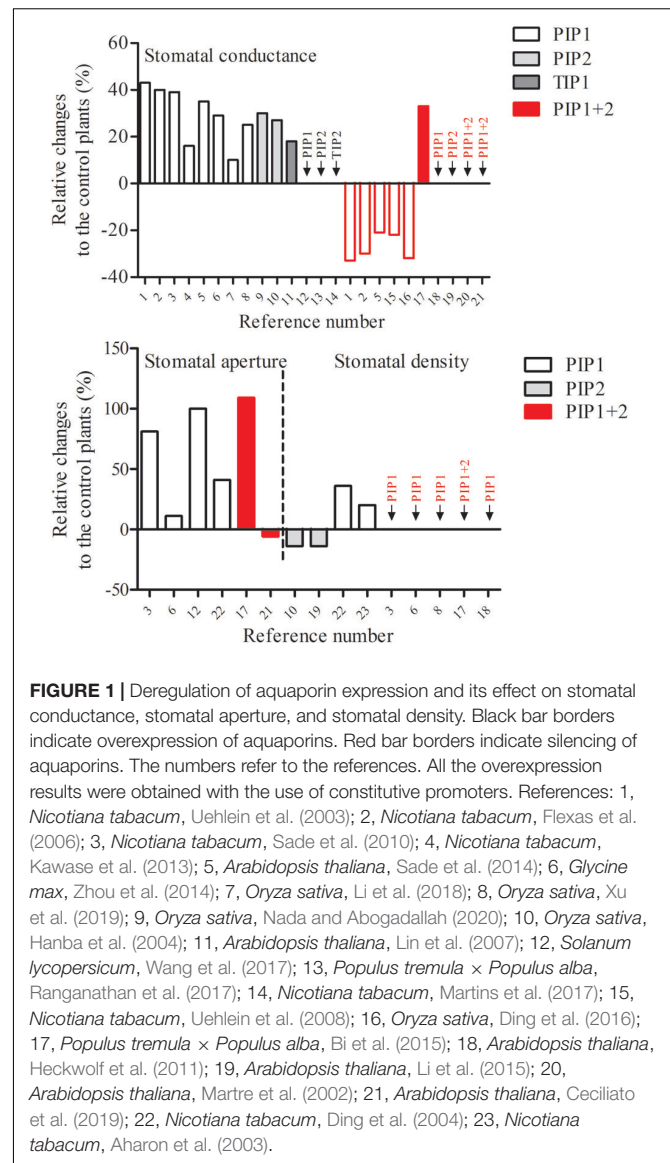 Stomatal conductance
PIP1
PIP2
TIP1
PIP1+2
Relative changes
to the control plants (%)
60
40
20
0
-20
-40
PIP1
PIP2
TIP2
PIP1
PIP2
PIP1+2
PIP1+2
1 2 3 4 5 6 7 8 9 10 11 12 13 14 1 2 5 15 16 17 18 19 20 21
Reference number
Stomatal aperture
Stomatal density
PIP1
PIP2
PIP1+2
Relative changes
to the control plants (%)
150
100
50
0
-50
PIP1
PIP1
PIP1
PIP1+2
PIP1
3 6 12 22 17 21 10 19 22 23 3 6 8 17 18
Reference number
FIGURE 1 | Deregulation of aquaporin expression and its effect on stomatal
conductance, stomatal aperture, and stomatal density. Black bar borders
indicate overexpression of aquaporins. Red bar borders indicate silencing of
aquaporins. The numbers refer to the references. All the overexpression
results were obtained with the use of constitutive promoters. References: 1,
Nicotiana tabacum, Uehlein et al. (2003); 2, Nicotiana tabacum, Flexas et al.
(2006); 3, Nicotiana tabacum, Sade et al. (2010); 4, Nicotiana tabacum,
Kawase et al. (2013); 5, Arabidopsis thaliana, Sade et al. (2014); 6, Glycine
max, Zhou et al. (2014); 7, Oryza sativa, Li et al. (2018); 8, Oryza sativa, Xu
et al. (2019); 9, Oryza sativa, Nada and Abogadallah (2020); 10, Oryza sativa,
Hanba et al. (2004); 11, Arabidopsis thaliana, Lin et al. (2007); 12, Solanum
lycopersicum, Wang et al. (2017); 13, Populus tremula × Populus alba,
Ranganathan et al. (2017); 14, Nicotiana tabacum, Martins et al. (2017); 15,
Nicotiana tabacum, Uehlein et al. (2008); 16, Oryza sativa, Ding et al. (2016);
17, Populus tremula × Populus alba, Bi et al. (2015); 18, Arabidopsis thaliana,
Heckwolf et al. (2011); 19, Arabidopsis thaliana, Li et al. (2015); 20,
Arabidopsis thaliana, Martre et al. (2002); 21, Arabidopsis thaliana, Ceciliato
et al. (2019); 22, Nicotiana tabacum, Ding et al. (2004); 23, Nicotiana
tabacum, Aharon et al. (2003).